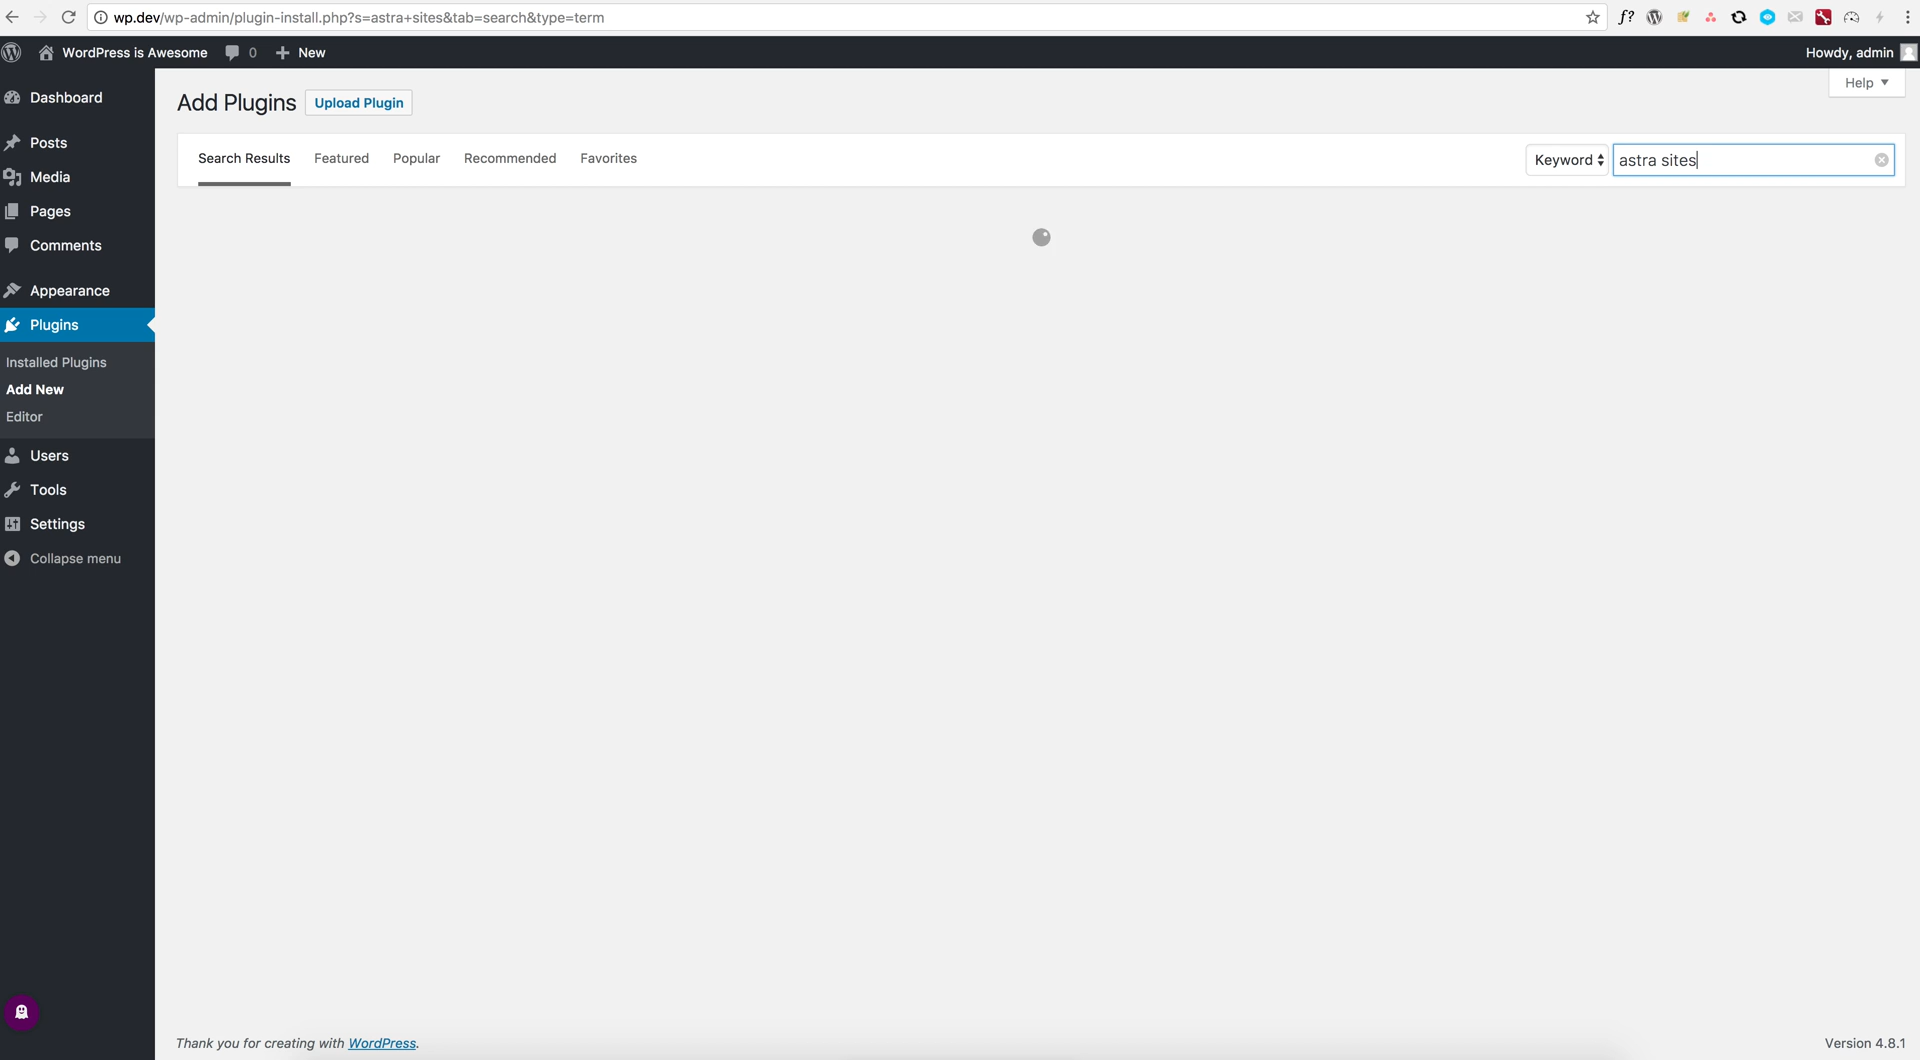 wp.dev/wp-admin/plugin-install.php?s=astra+sites&tab=search&type=term
f?
WordPress is Awesome 0 New
Howdy, admin
Help
Dashboard
Posts
Media
Pages
Comments
Appearance
Plugins
Installed Plugins
Add New
Editor
Users
Tools
Settings
Collapse menu
Add Plugins Upload Plugin
Search Results Featured Popular Recommended Favorites
Keyword astra sites
Thank you for creating with WordPress.
Version 4.8.1